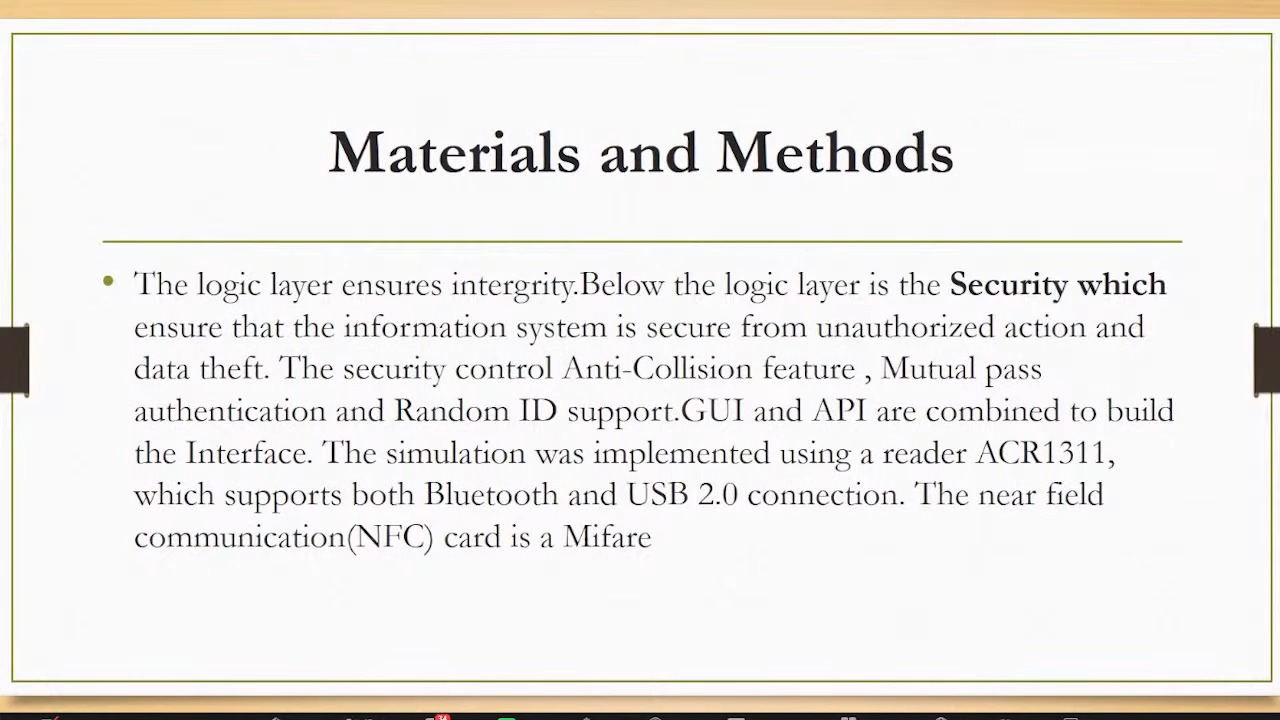 Materials and Methods
• The logic layer ensures intergrity.Below the logic layer is the Security which
ensure that the information system is secure from unauthorized action and
data theft. The security control Anti-Collision feature , Mutual pass
authentication and Random ID support.GUI and API are combined to build
the Interface. The simulation was implemented using a reader ACR1311,
which supports both Bluetooth and USB 2.0 connection. The near field
communication(NFC) card is a Mifare
34